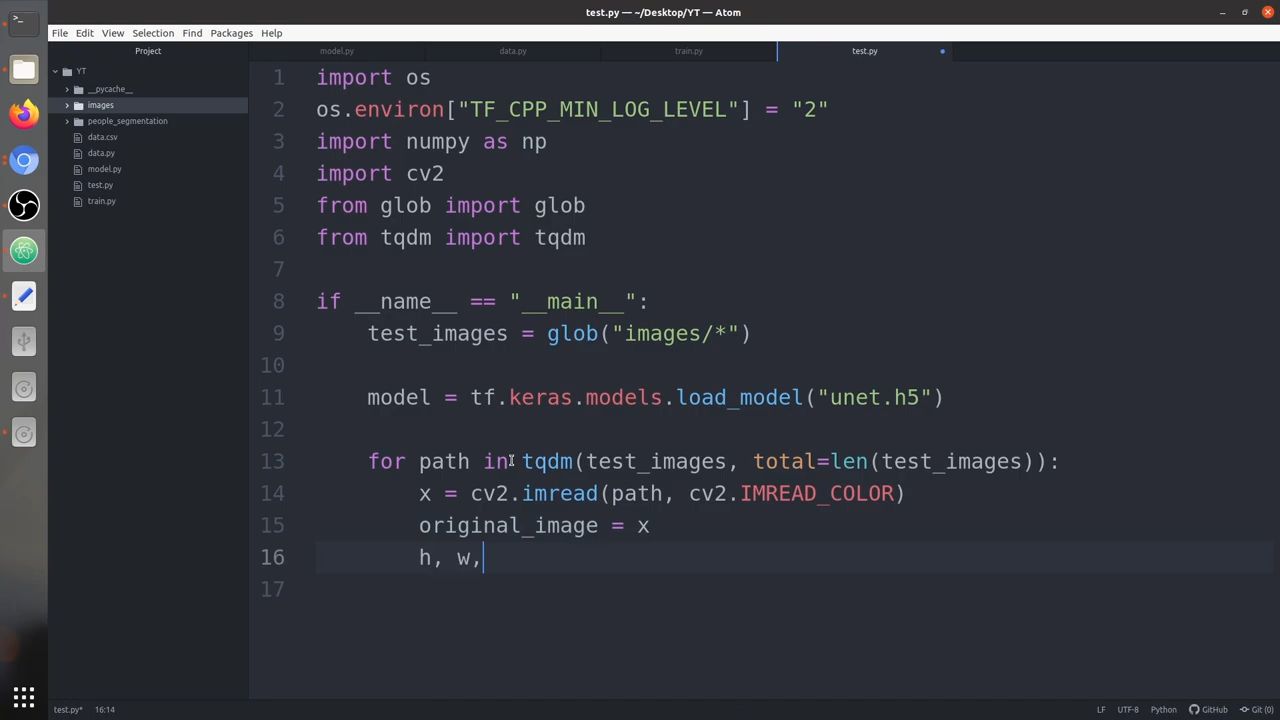 test.py — ~/Desktop/YT — Atom
File Edit View Selection Find Packages Help
Project
model.py
data.py
train.py
test.py
YT
__pycache__
images
people_segmentation
data.csv
data.py
model.py
test.py
train.py
1 import os
2 os.environ["TF_CPP_MIN_LOG_LEVEL"] = "2"
3 import numpy as np
4 import cv2
5 from glob import glob
6 from tqdm import tqdm
7
8 if __name__ == "__main__":
9 test_images = glob("images/*")
10
11 model = tf.keras.models.load_model("unet.h5")
12
13 for path in tqdm(test_images, total=len(test_images)):
14 x = cv2.imread(path, cv2.IMREAD_COLOR)
15 original_image = x
16 h, w,
17
test.py* 16:14
LF UTF-8 Python GitHub Git (0)